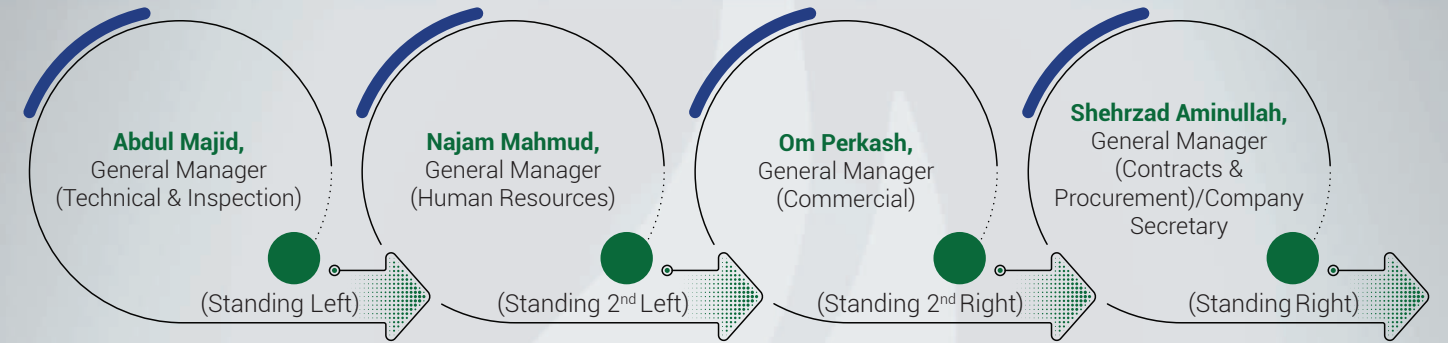 Abdul Majid,
General Manager
(Technical & Inspection)
(Standing Left)
Najam Mahmud,
General Manager
(Human Resources)
(Standing 2nd Left)
Om Perkash,
General Manager
(Commercial)
(Standing 2nd Right)
Shehrzad Aminullah,
General Manager
(Contracts &
Procurement)/Company
Secretary
(Standing Right)